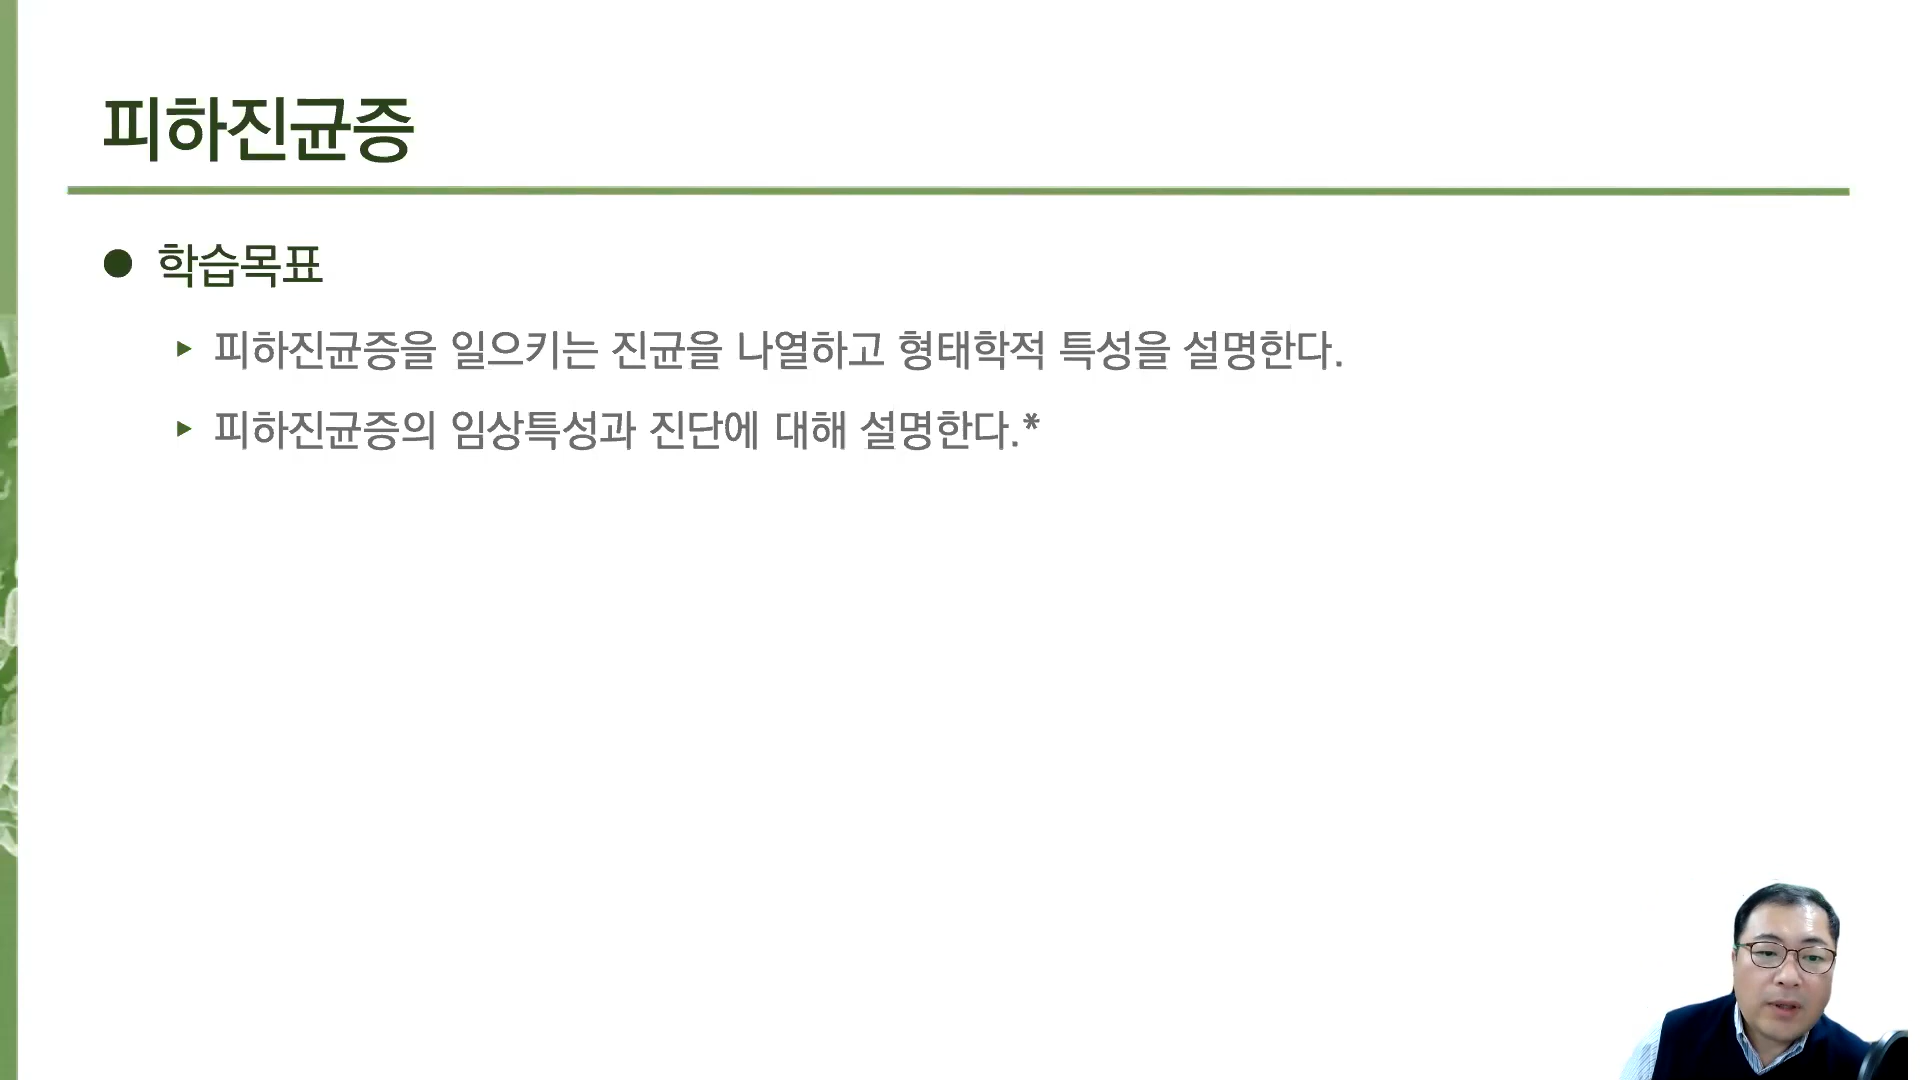 피하진균증
● 학습목표
▸ 피하진균증을 일으키는 진균을 나열하고 형태학적 특성을 설명한다.
▸ 피하진균증의 임상특성과 진단에 대해 설명한다.*